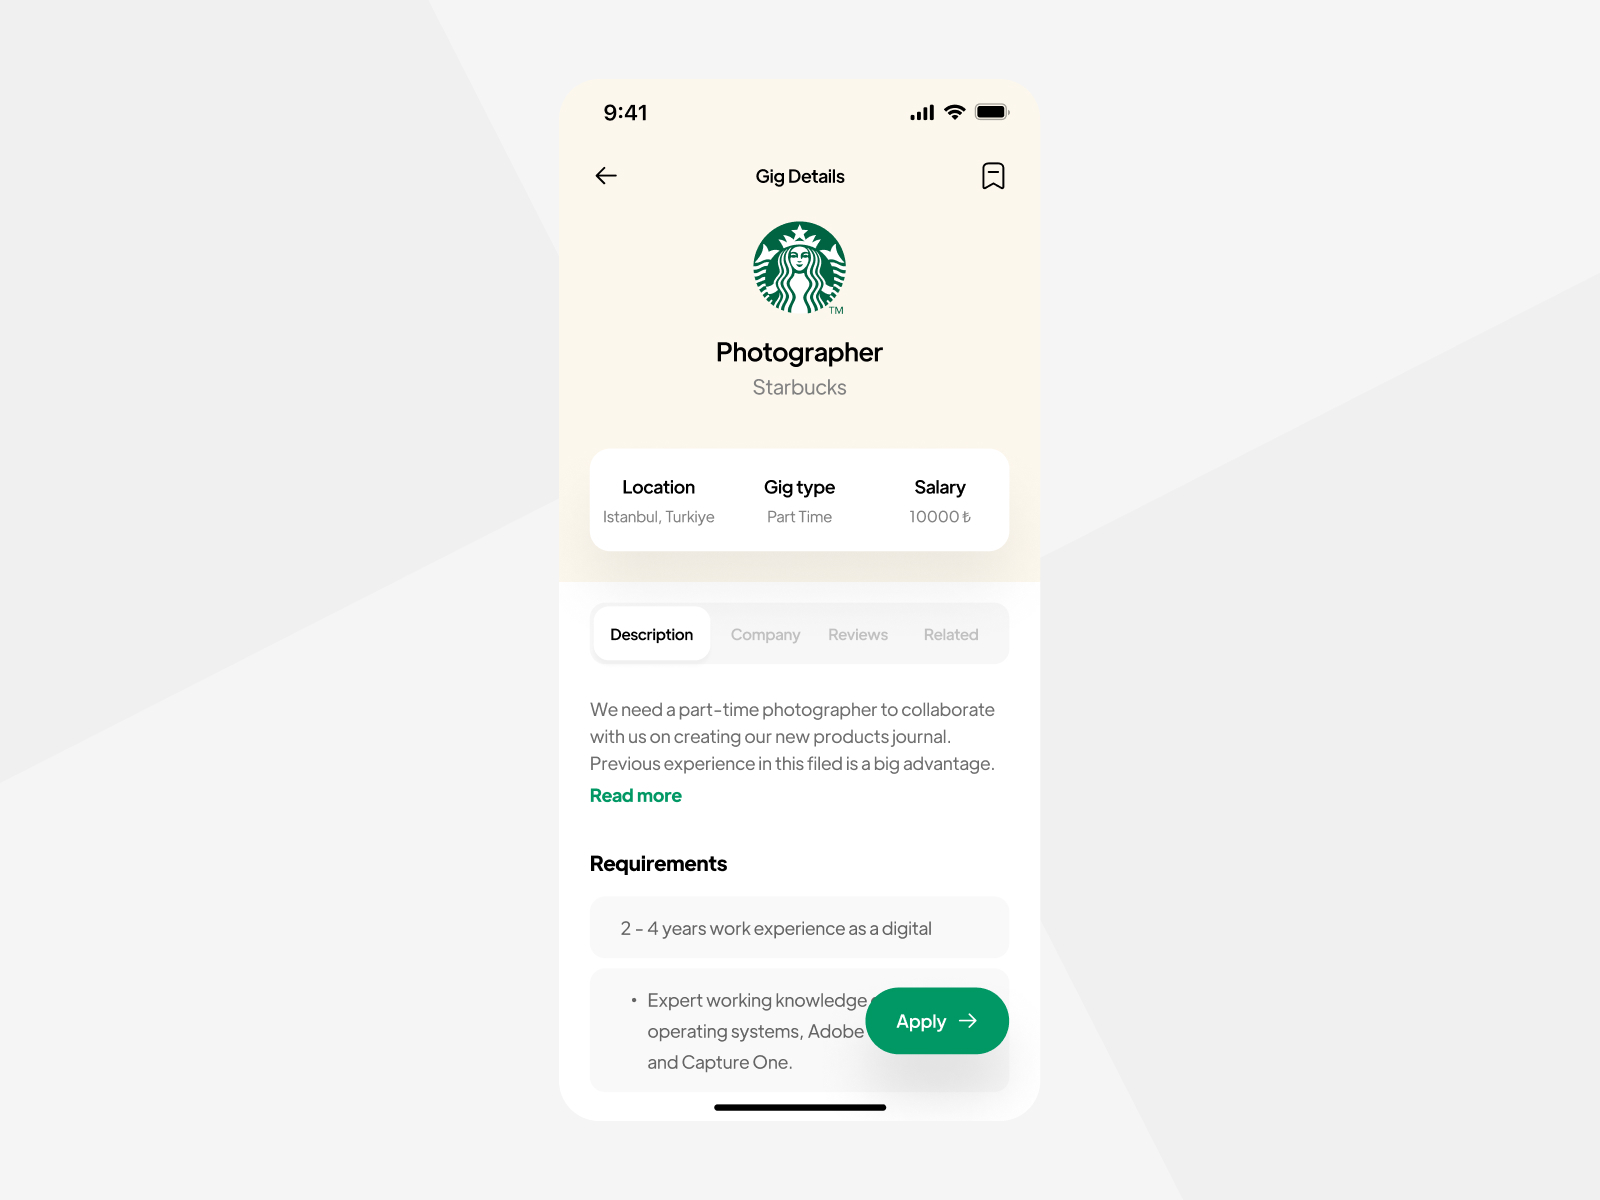 9:41
Gig Details
TM
Photographer
Starbucks
Location Gig type Salary
Istanbul, Turkiye Part Time 10000 ₺
Description Company Reviews Related
We need a part-time photographer to collaborate
with us on creating our new products journal.
Previous experience in this filed is a big advantage.
Read more
Requirements
2 - 4 years work experience as a digital
• Expert working knowledge
operating systems, Adobe
and Capture One.
Apply